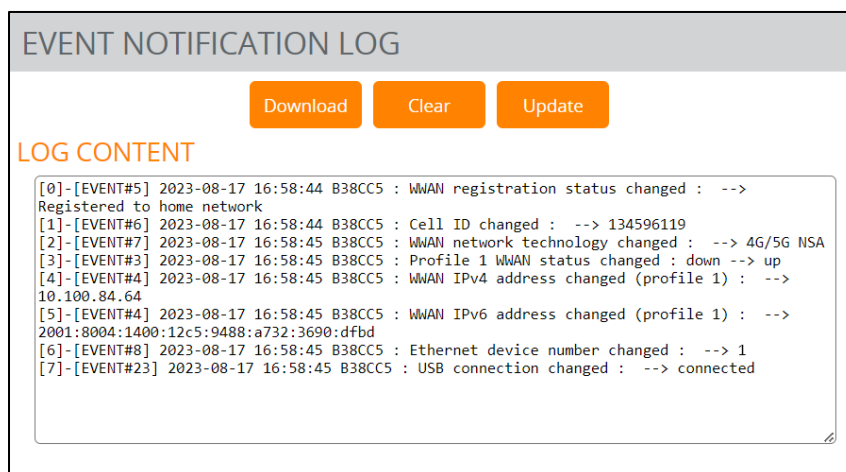 EVENT NOTIFICATION LOG
Download Clear Update
LOG CONTENT
[0]-[EVENT#5] 2023-08-17 16:58:44 B38CC5 : WWAN registration status changed :  -->
Registered to home network
[1]-[EVENT#6] 2023-08-17 16:58:44 B38CC5 : Cell ID changed :  --> 134596119
[2]-[EVENT#7] 2023-08-17 16:58:45 B38CC5 : WWAN network technology changed :  --> 4G/5G NSA
[3]-[EVENT#3] 2023-08-17 16:58:45 B38CC5 : Profile 1 WWAN status changed : down --> up
[4]-[EVENT#4] 2023-08-17 16:58:45 B38CC5 : WWAN IPv4 address changed (profile 1) :  -->
10.100.84.64
[5]-[EVENT#4] 2023-08-17 16:58:45 B38CC5 : WWAN IPv6 address changed (profile 1) :  -->
2001:8004:1400:12c5:9488:a732:3690:dfbd
[6]-[EVENT#8] 2023-08-17 16:58:45 B38CC5 : Ethernet device number changed :  --> 1
[7]-[EVENT#23] 2023-08-17 16:58:45 B38CC5 : USB connection changed :  --> connected